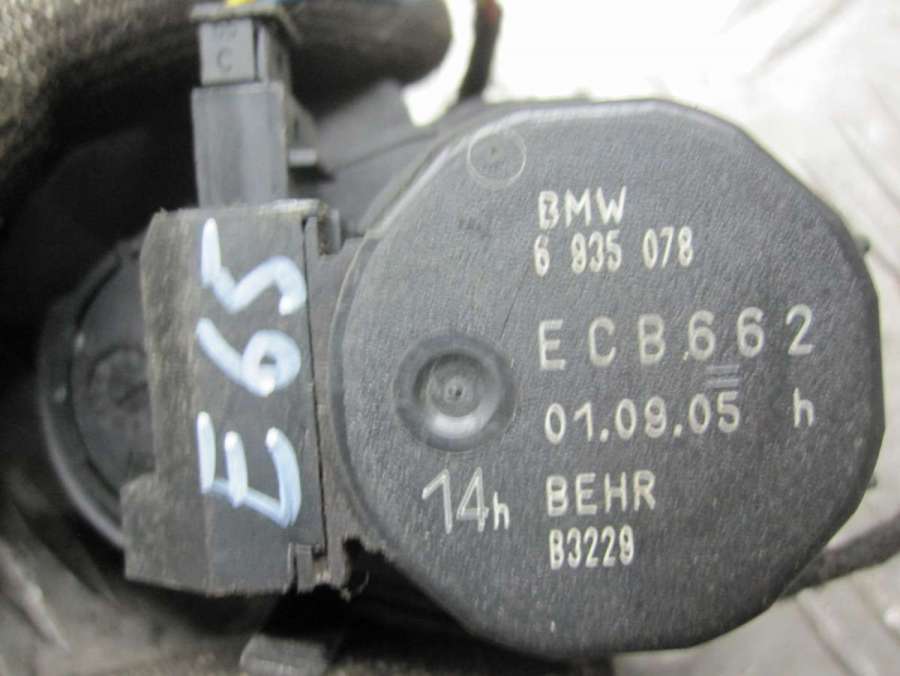 C
E65
BMW
6 935 078
ECB662
01.09.05 h
14h BEHR
B3229